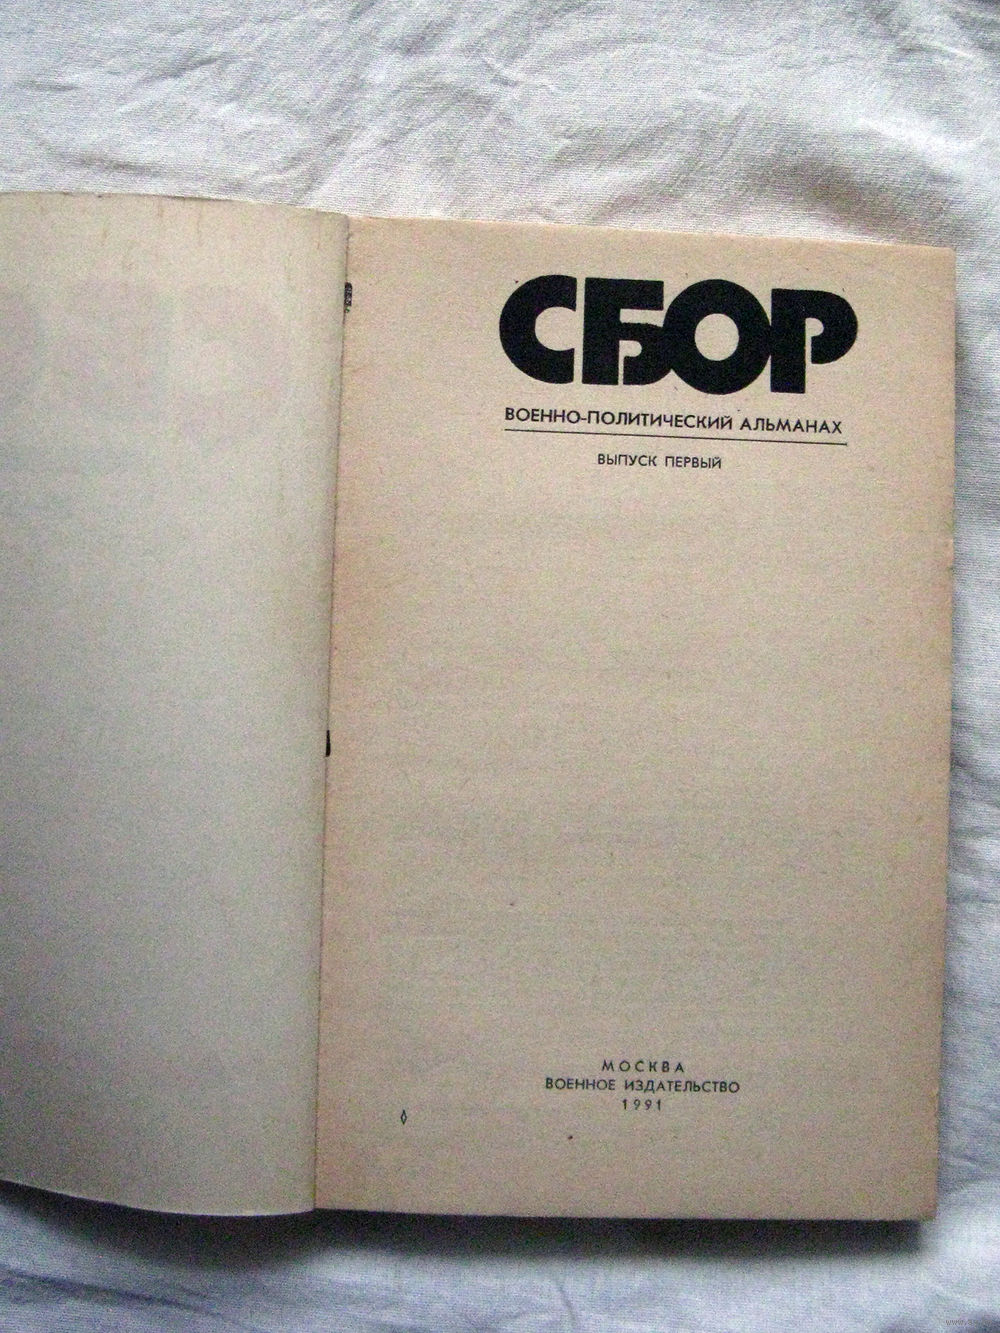 СБОР
ВОЕННО-ПОЛИТИЧЕСКИЙ АЛЬМАНАХ
ВЫПУСК ПЕРВЫЙ
МОСКВА
ВОЕННОЕ ИЗДАТЕЛЬСТВО
1991